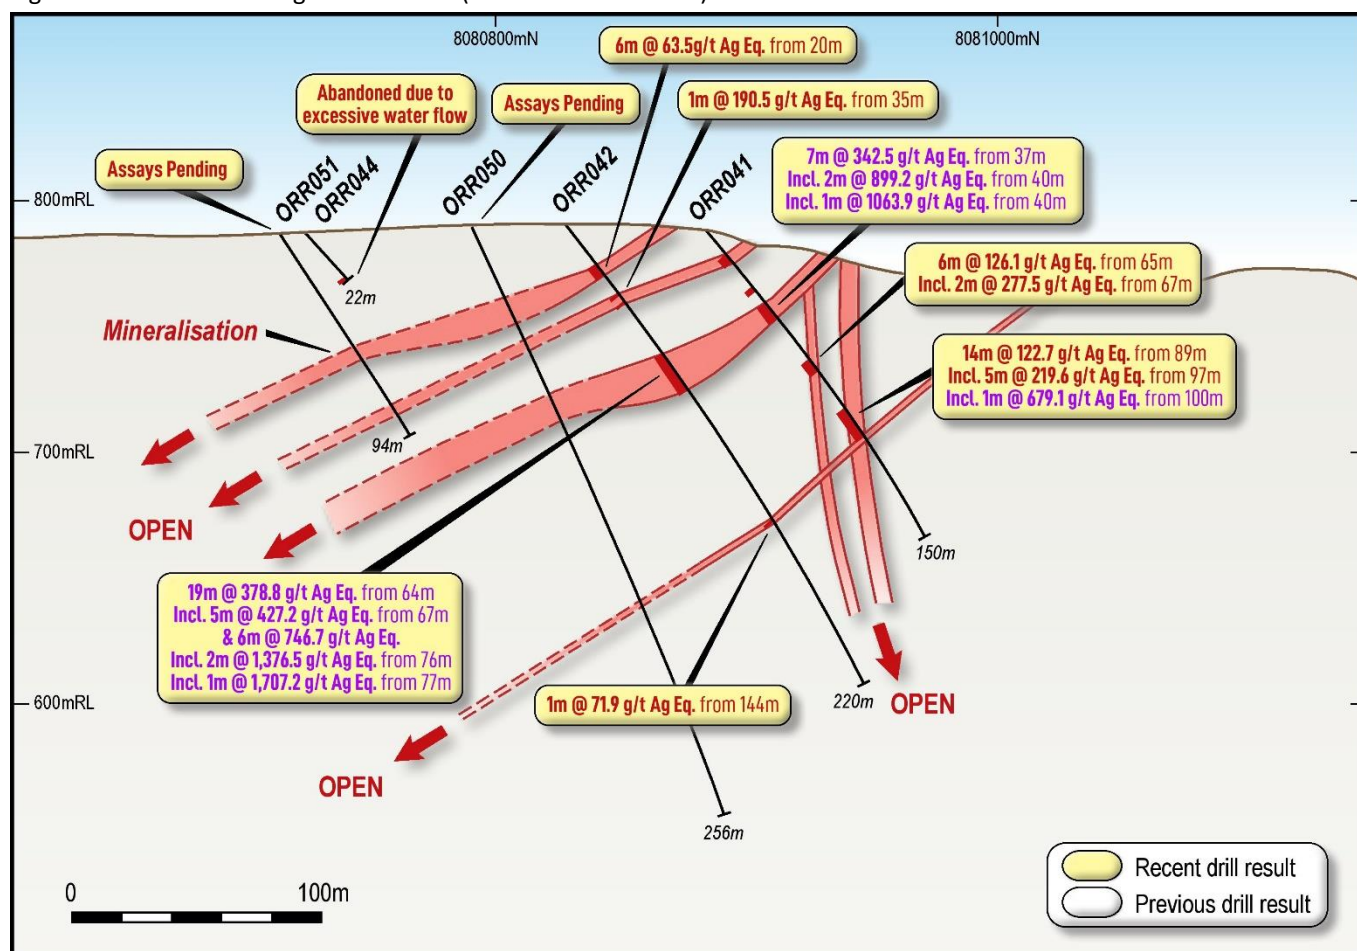 8080800mN
8081000mN
6m @ 63.5g/t Ag Eq. from 20m
Abandoned due to
excessive water flow
Assays Pending
1m @ 190.5 g/t Ag Eq. from 35m
Assays Pending
ORR051
ORR044
ORR050
ORR042
ORR041
7m @ 342.5 g/t Ag Eq. from 37m
Incl. 2m @ 899.2 g/t Ag Eq. from 40m
Incl. 1m @ 1063.9 g/t Ag Eq. from 40m
800mRL
6m @ 126.1 g/t Ag Eq. from 65m
Incl. 2m @ 277.5 g/t Ag Eq. from 67m
22m
Mineralisation
14m @ 122.7 g/t Ag Eq. from 89m
Incl. 5m @ 219.6 g/t Ag Eq. from 97m
Incl. 1m @ 679.1 g/t Ag Eq. from 100m
94m
700mRL
OPEN
150m
19m @ 378.8 g/t Ag Eq. from 64m
Incl. 5m @ 427.2 g/t Ag Eq. from 67m
& 6m @ 746.7 g/t Ag Eq.
Incl. 2m @ 1,376.5 g/t Ag Eq. from 76m
Incl. 1m @ 1,707.2 g/t Ag Eq. from 77m
600mRL
1m @ 71.9 g/t Ag Eq. from 144m
220m
OPEN
OPEN
256m
0
100m
Recent drill result
Previous drill result